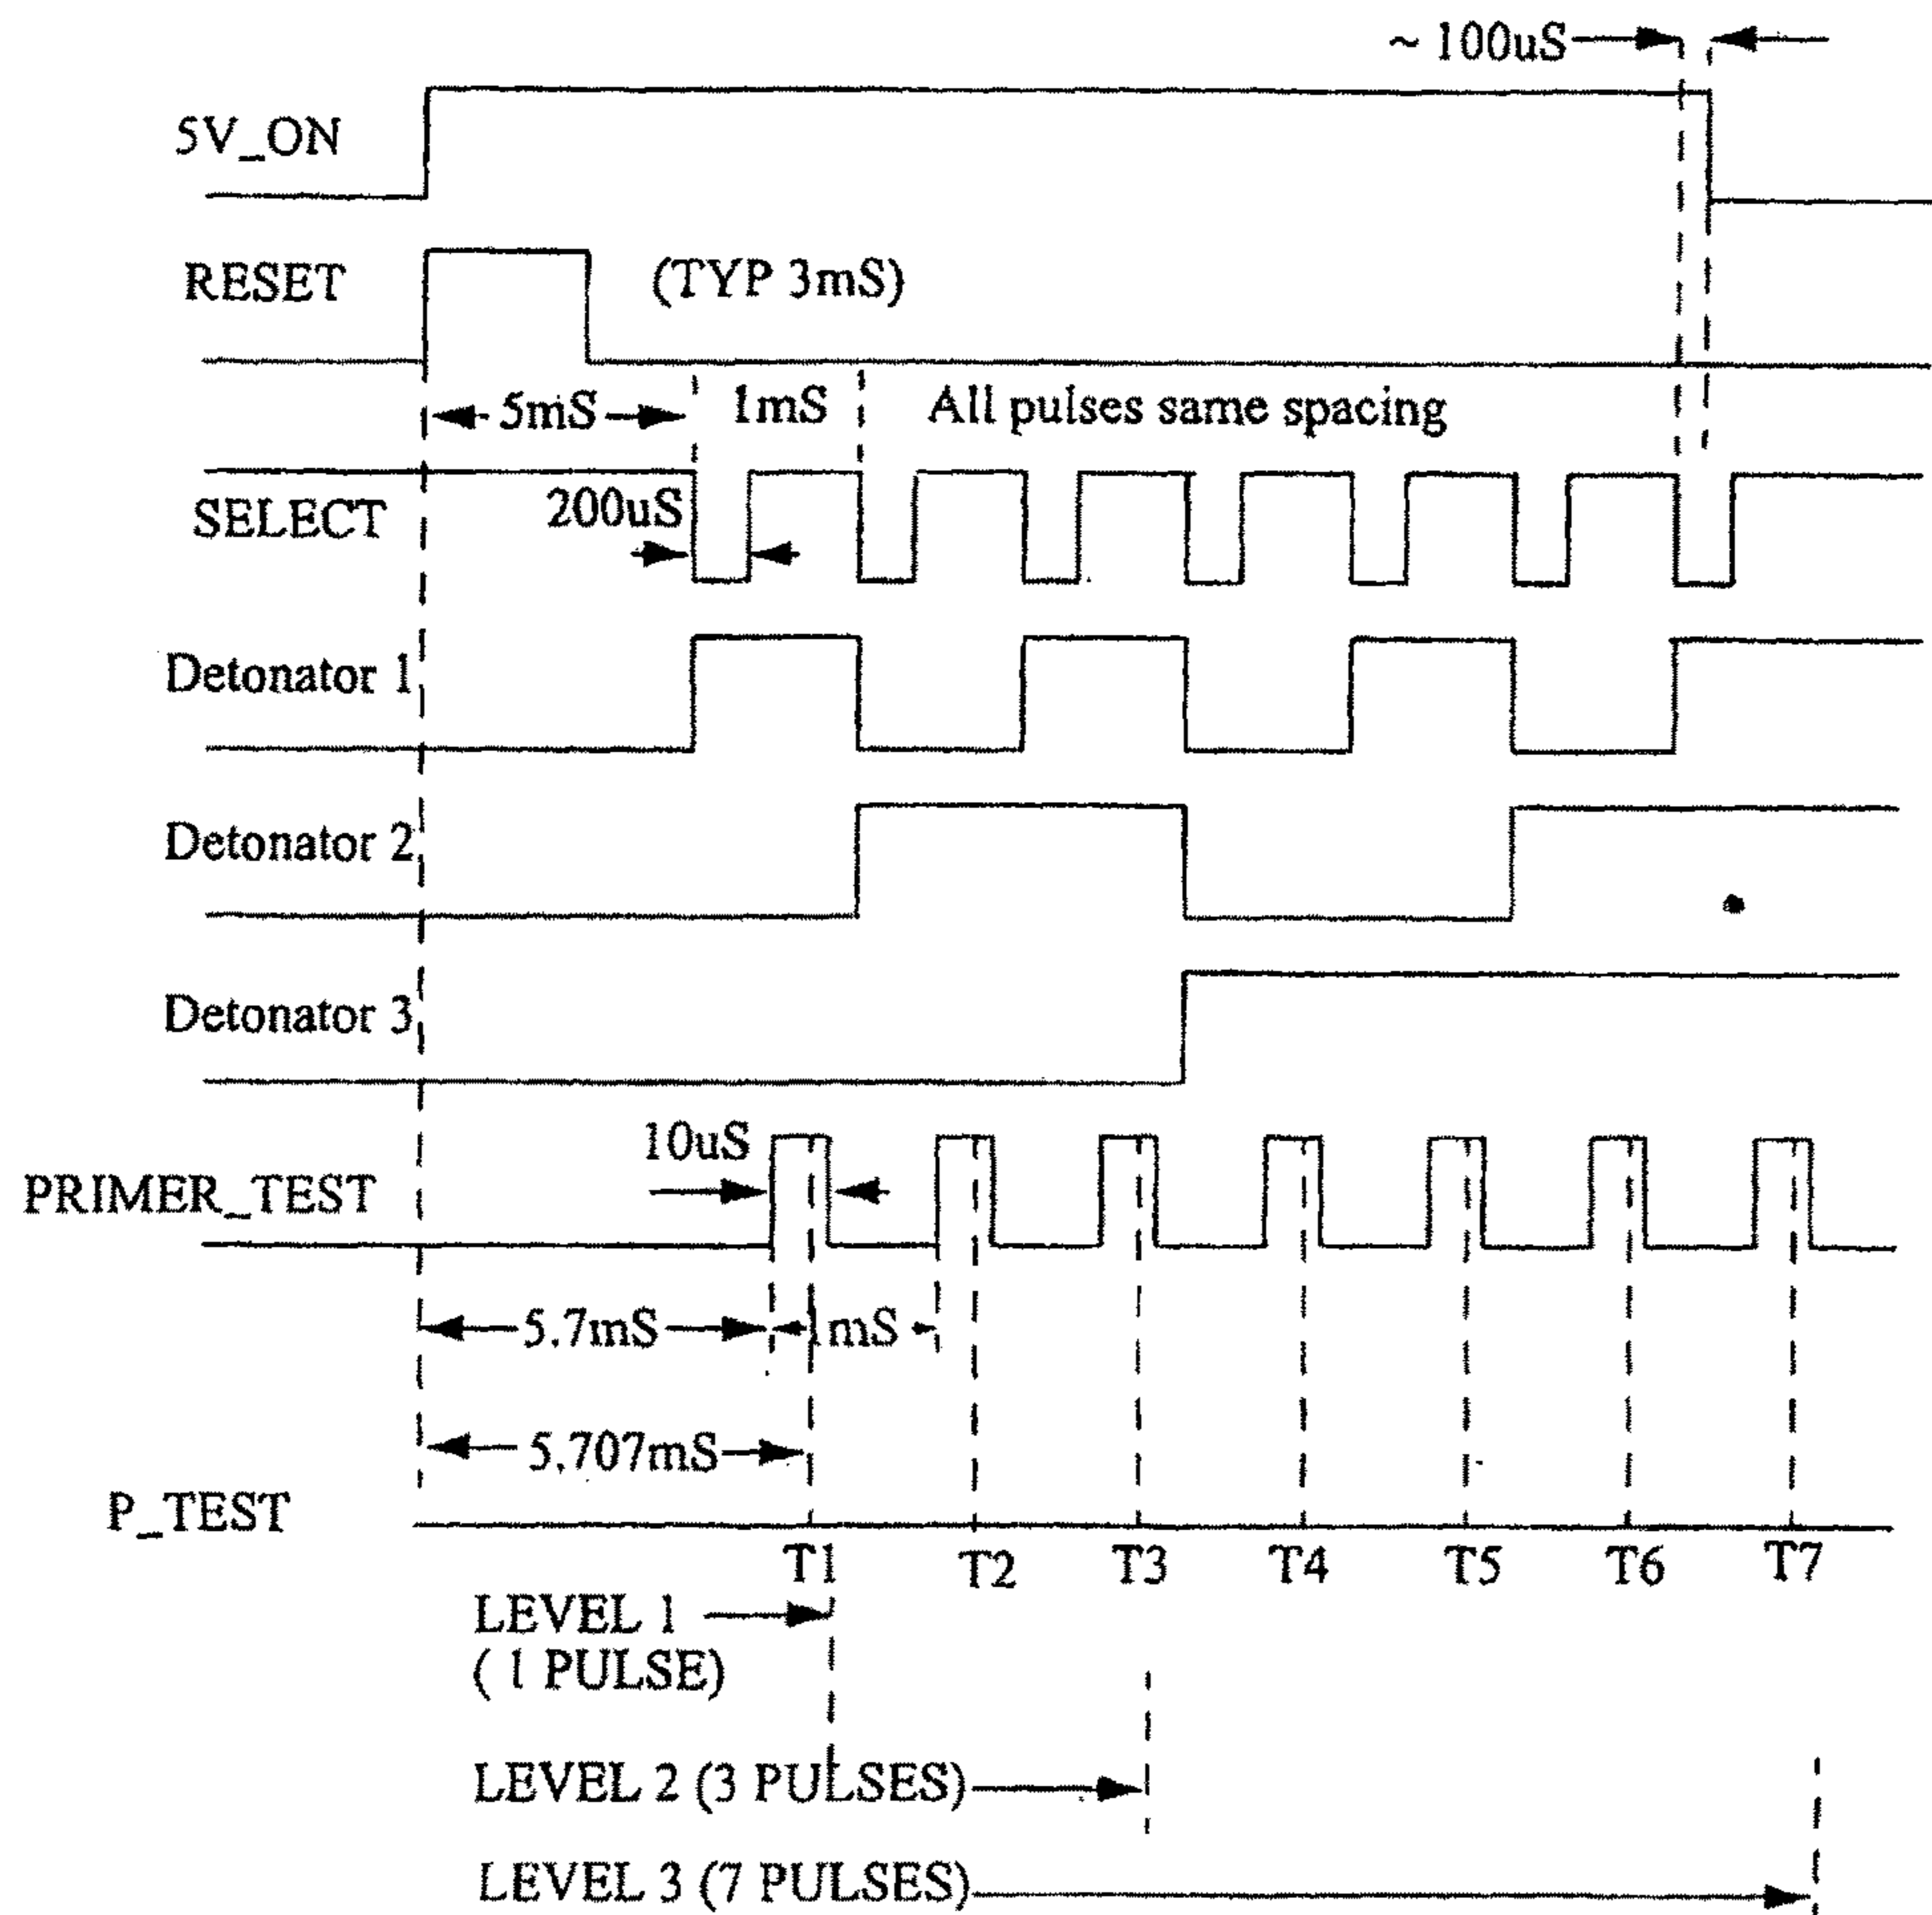 ~ 100uS
5V_ON
RESET
(TYP 3mS)
5mS
1mS
All pulses same spacing
SELECT
200uS
Detonator 1
Detonator 2
Detonator 3
10uS
PRIMER_TEST
5.7mS
1mS
5.707mS
P_TEST
T1 T2 T3 T4 T5 T6 T7
LEVEL 1
( 1 PULSE)
LEVEL 2 (3 PULSES)
LEVEL 3 (7 PULSES)